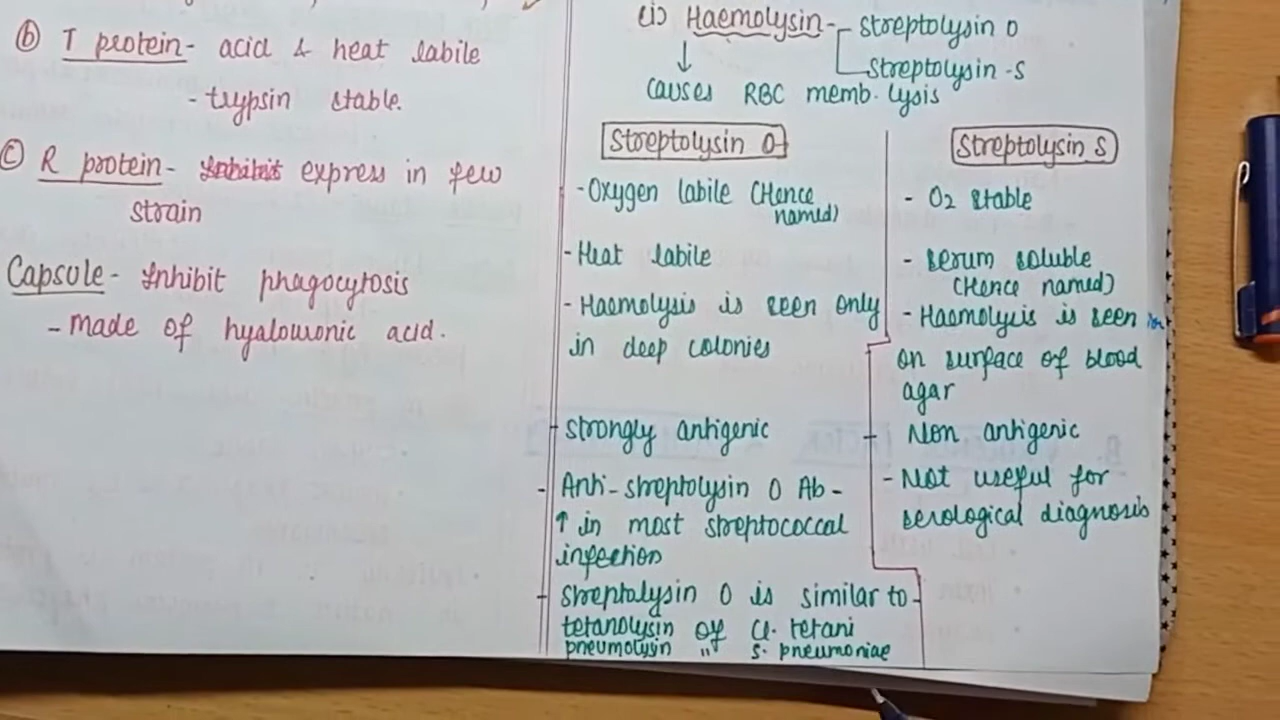 b) T protein- acid & heat labile
- trypsin stable.
c) R protein- express in few
strain
Capsule- Inhibit phagocytosis
- Made of hyalouronic acid.
(i) Haemolysin- streptolysin O
Streptolysin -S
causes RBC memb. lysis
Streptolysin O
- Oxygen labile (Hence
named)
- Heat labile
- Haemolysis is seen only
in deep colonies
- strongly antigenic
- Anti-streptolysin O Ab-
↑ in most streptococcal
infection
- streptolysin O is similar to
tetanolysin of Cl. tetani
pneumolysin " S. pneumoniae
Streptolysin S
- O2 stable
- serum soluble
(Hence named)
- Haemolysis is seen
on surface of blood
agar
- Non antigenic
- Not useful for
serological diagnosis